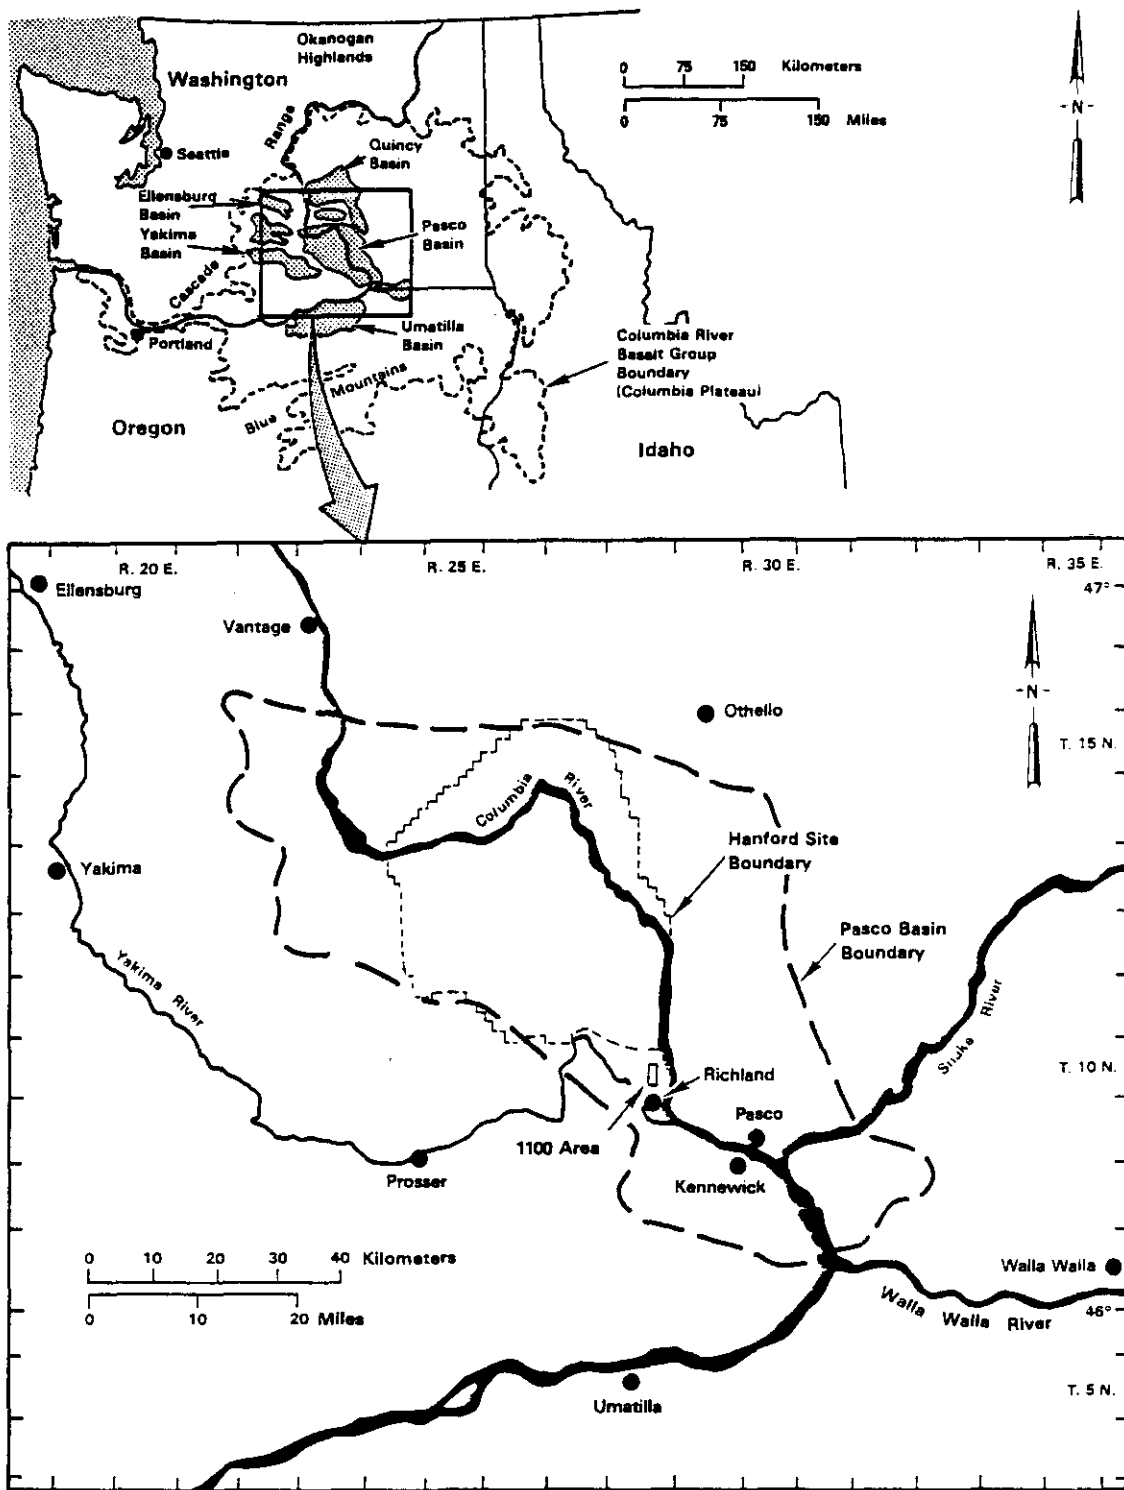 Okanogan
Highlands
Washington
0 75 150 Kilometers
0 75 150 Miles
-N-
Range
Seattle
Quincy
Basin
Ellensburg
Basin
Yakima
Basin
Pasco
Basin
Cascade
Portland
Umatilla
Basin
Columbia River
Basalt Group
Boundary
(Columbia Plateau)
Blue Mountains
Oregon
Idaho
R. 20 E. R. 25 E. R. 30 E. R. 35 E.
Ellensburg
47°
Vantage
-N-
Othello
T. 15 N.
Columbia River
Hanford Site
Boundary
Yakima
Pasco Basin
Boundary
Yakima River
Snake River
T. 10 N.
Richland
Pasco
1100 Area
Prosser
Kennewick
0 10 20 30 40 Kilometers
0 10 20 Miles
Walla Walla
Walla Walla River
46°
T. 5 N.
Umatilla